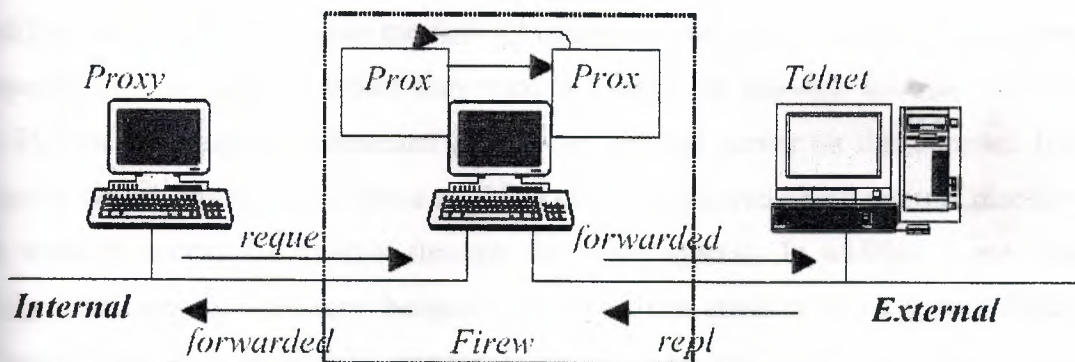 Proxy
Prox
Prox
Telnet
reque
forwarded
Internal
External
forwarded
Firew
repl